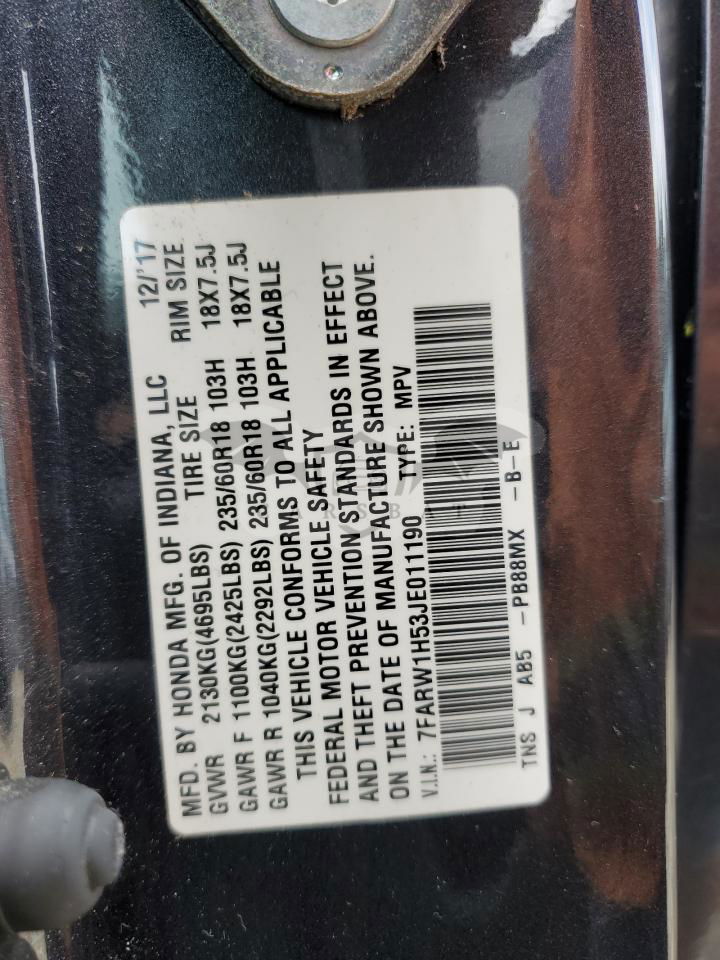 MFD. BY HONDA MFG. OF INDIANA, LLC 12/'17
GVWR 2130KG(4695LBS) TIRE SIZE RIM SIZE
GAWR F 1100KG(2425LBS) 235/60R18 103H 18X7.5J
GAWR R 1040KG(2292LBS) 235/60R18 103H 18X7.5J
THIS VEHICLE CONFORMS TO ALL APPLICABLE
FEDERAL MOTOR VEHICLE SAFETY
AND THEFT PREVENTION STANDARDS IN EFFECT
ON THE DATE OF MANUFACTURE SHOWN ABOVE.
V.I.N.: 7FARW1H53JE011190 TYPE: MPV
TNS J AB5 -PB88MX -B-E